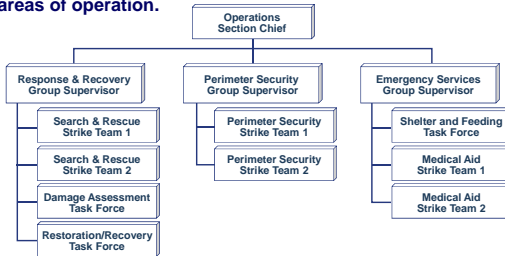 areas of operation.
Operations
Section Chief
Response & Recovery
Group Supervisor
Perimeter Security
Group Supervisor
Emergency Services
Group Supervisor
Search & Rescue
Strike Team 1
Search & Rescue
Strike Team 2
Damage Assessment
Task Force
Restoration/Recovery
Task Force
Perimeter Security
Strike Team 1
Perimeter Security
Strike Team 2
Shelter and Feeding
Task Force
Medical Aid
Strike Team 1
Medical Aid
Strike Team 2